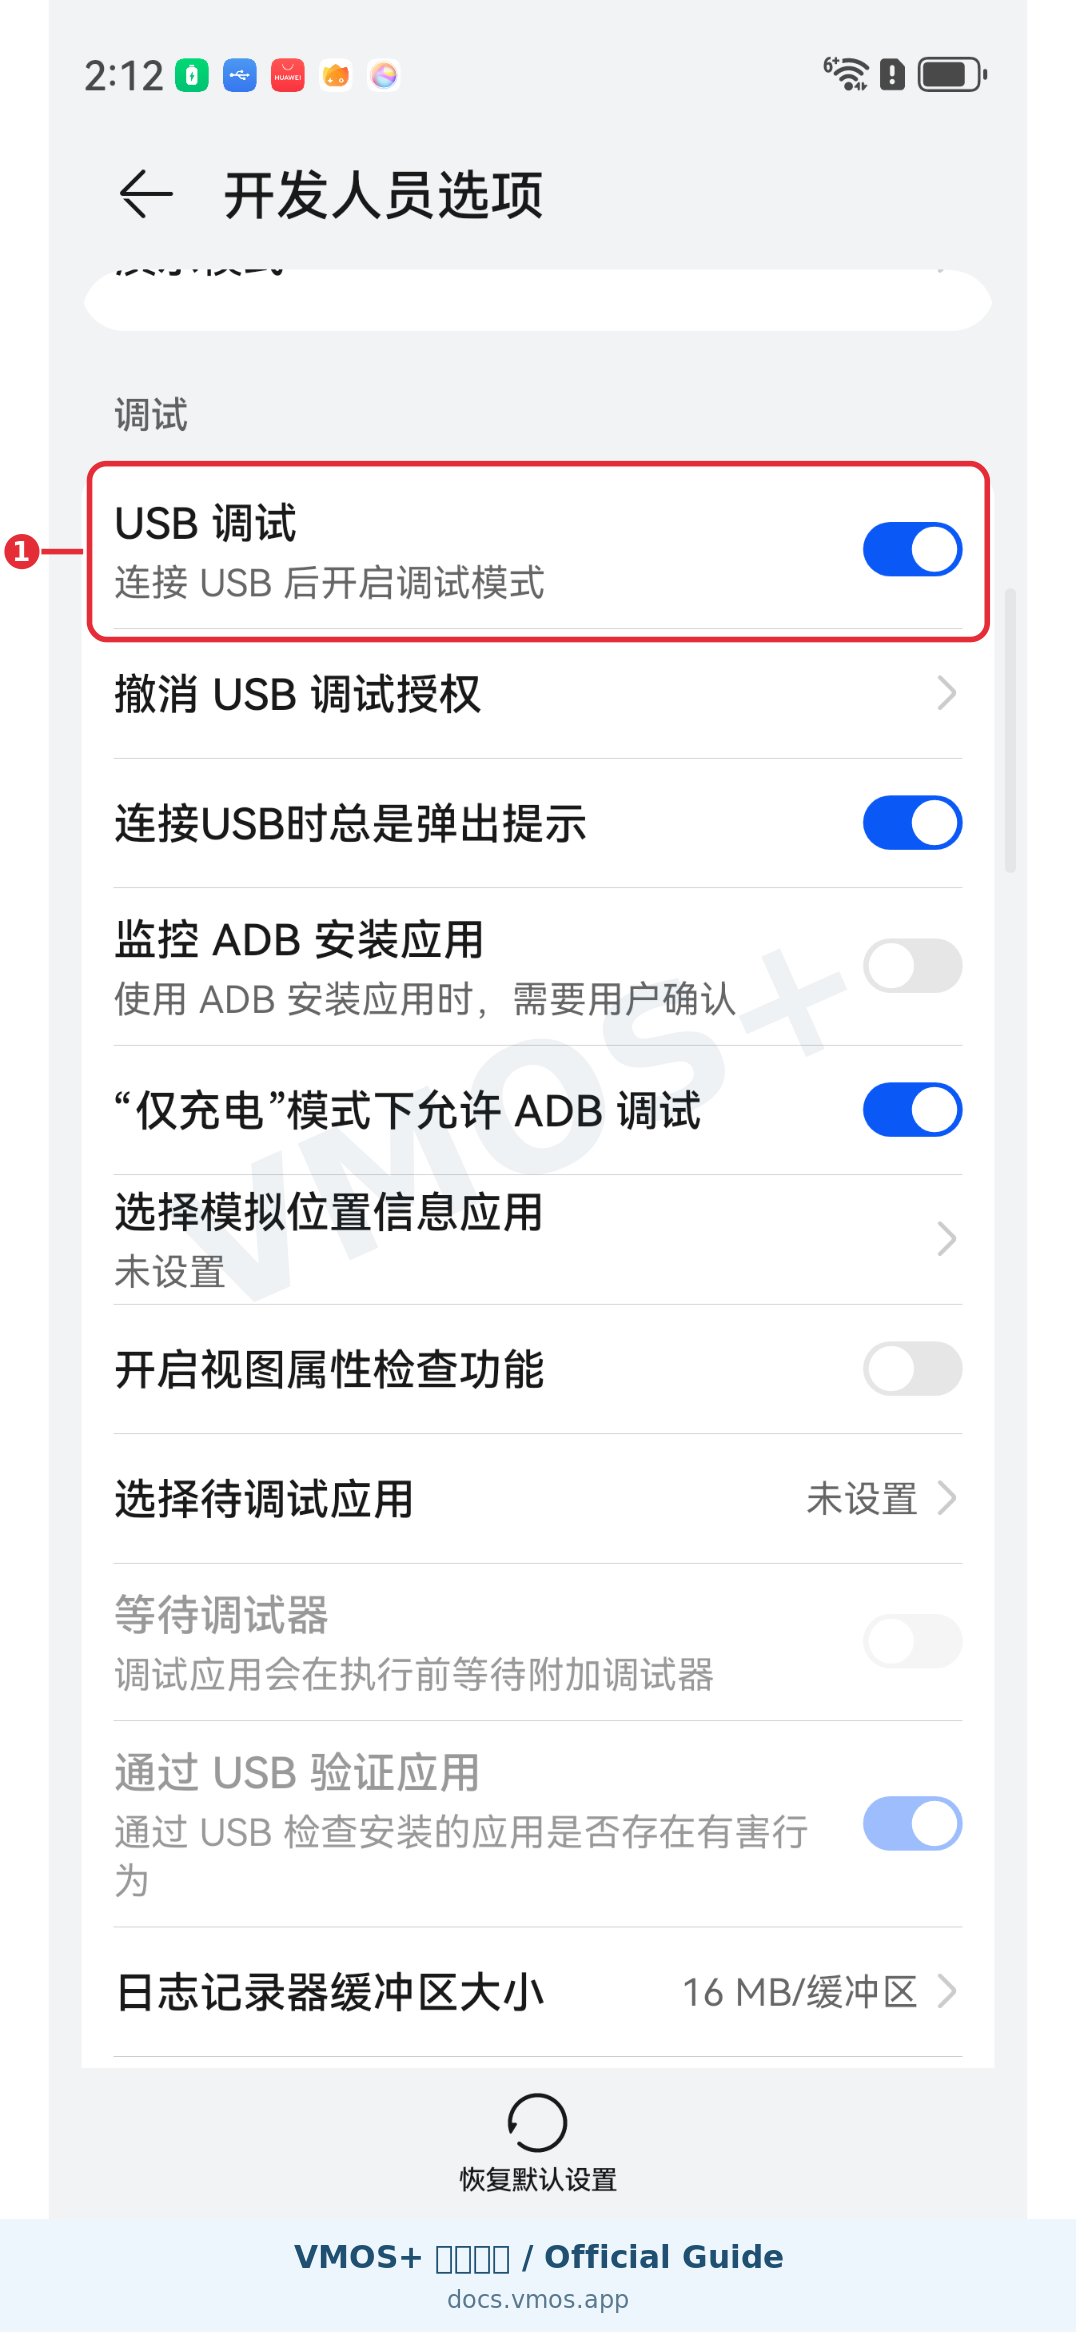 2:12
HUAWEI
6+
开发人员选项
调试
1
USB 调试
连接 USB 后开启调试模式
撤消 USB 调试授权
连接USB时总是弹出提示
监控 ADB 安装应用
使用 ADB 安装应用时，需要用户确认
“仅充电”模式下允许 ADB 调试
选择模拟位置信息应用
未设置
开启视图属性检查功能
选择待调试应用 未设置
等待调试器
调试应用会在执行前等待附加调试器
通过 USB 验证应用
通过 USB 检查安装的应用是否存在有害行
为
日志记录器缓冲区大小 16 MB/缓冲区
恢复默认设置
VMOS+
VMOS+ / Official Guide
docs.vmos.app